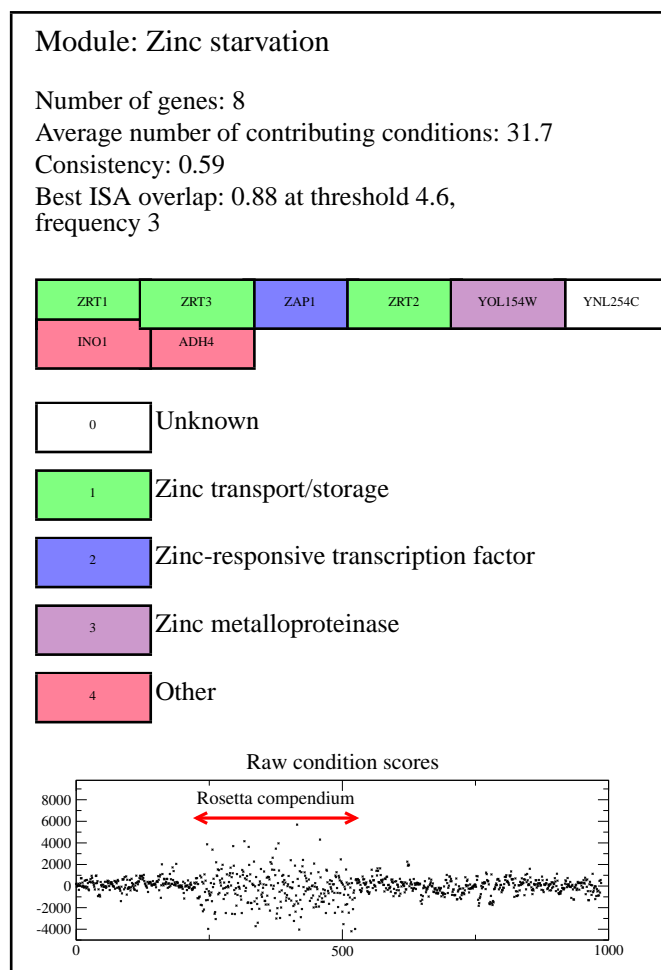 Module: Zinc starvation
Number of genes: 8
Average number of contributing conditions: 31.7
Consistency: 0.59
Best ISA overlap: 0.88 at threshold 4.6,
frequency 3
ZRT1 ZRT3 ZAP1 ZRT2 YOL154W YNL254C
INO1 ADH4
0 Unknown
1 Zinc transport/storage
2 Zinc-responsive transcription factor
3 Zinc metalloproteinase
4 Other
Raw condition scores
Rosetta compendium
8000
6000
4000
2000
0
-2000
-4000
0 500 1000